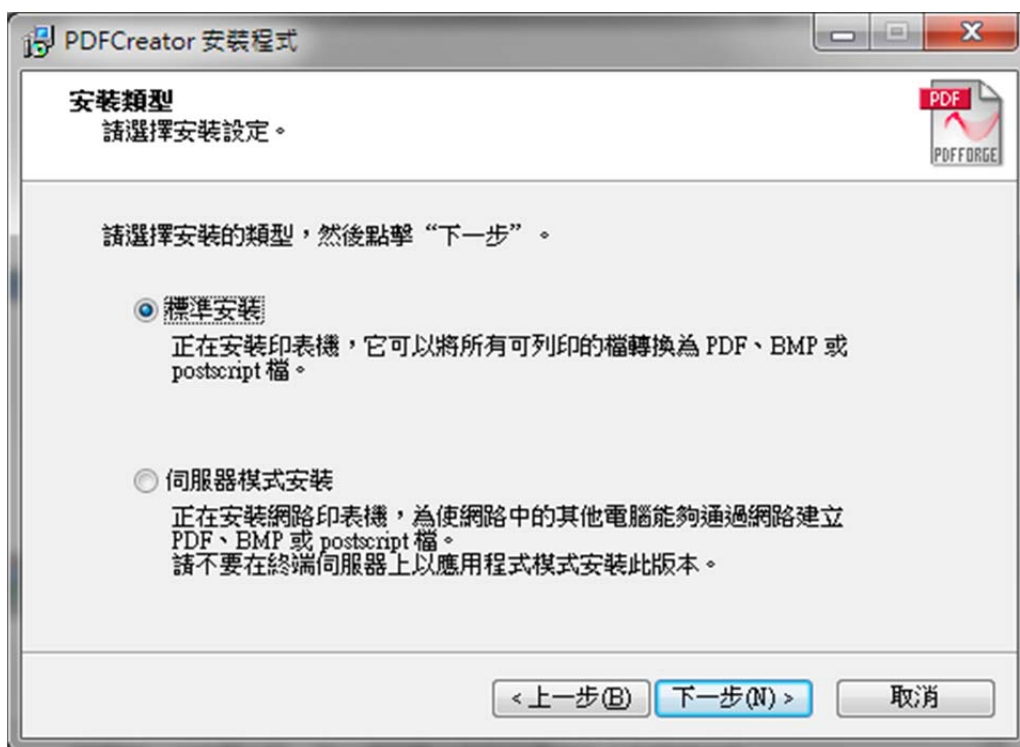 PDFCreator 安裝程式
安裝類型
請選擇安裝設定。
PDF
PDFFORGE
請選擇安裝的類型，然後點擊“下一步”。
標準安裝
正在安裝印表機，它可以將所有可列印的檔轉換為 PDF、BMP 或
postscript 檔。
伺服器模式安裝
正在安裝網路印表機，為使網路中的其他電腦能夠通過網路建立
PDF、BMP 或 postscript 檔。
請不要在終端伺服器上以應用程式模式安裝此版本。
<上一步(B) 下一步(N)> 取消